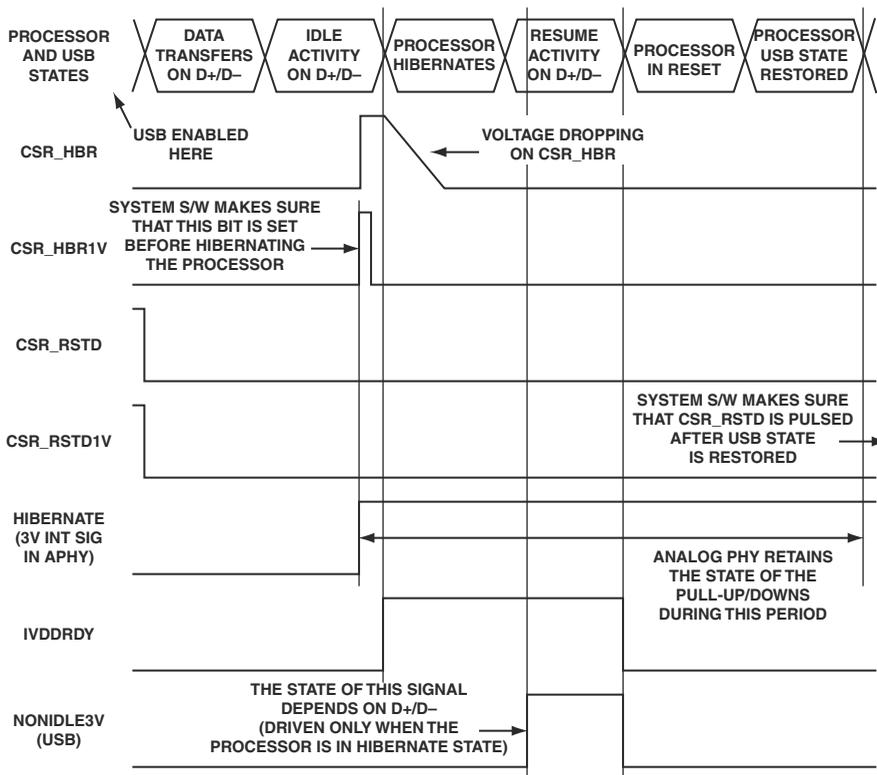 PROCESSOR
AND USB
STATES
DATA
TRANSFERS
ON D+/D–
IDLE
ACTIVITY
ON D+/D–
PROCESSOR
HIBERNATES
RESUME
ACTIVITY
ON D+/D–
PROCESSOR
IN RESET
PROCESSOR
USB STATE
RESTORED
USB ENABLED
HERE
CSR_HBR
VOLTAGE DROPPING
ON CSR_HBR
SYSTEM S/W MAKES SURE
THAT THIS BIT IS SET
BEFORE HIBERNATING
THE PROCESSOR
CSR_HBR1V
CSR_RSTD
SYSTEM S/W MAKES SURE
THAT CSR_RSTD IS PULSED
AFTER USB STATE
IS RESTORED
CSR_RSTD1V
HIBERNATE
(3V INT SIG
IN APHY)
ANALOG PHY RETAINS
THE STATE OF THE
PULL-UP/DOWNS
DURING THIS PERIOD
IVDDRDY
THE STATE OF THIS SIGNAL
DEPENDS ON D+/D–
(DRIVEN ONLY WHEN THE
PROCESSOR IS IN HIBERNATE STATE)
NONIDLE3V
(USB)